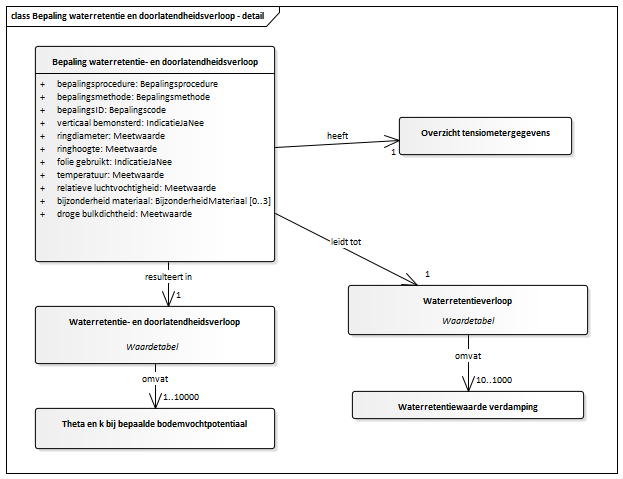 class Bepaling waterretentie en doorlatendheidsverloop - detail
Bepaling waterretentie- en doorlatendheidsverloop
+ bepalingsprocedure: Bepalingsprocedure
+ bepalingsmethode: Bepalingsmethode
+ bepalingsID: Bepalingscode
+ verticaal bemonsterd: IndicatieJaNee
+ ringdiameter: Meetwaarde
+ ringhoogte: Meetwaarde
+ folie gebruikt: IndicatieJaNee
+ temperatuur: Meetwaarde
+ relatieve luchtvochtigheid: Meetwaarde
+ bijzonderheid materiaal: BijzonderheidMateriaal [0..3]
+ droge bulkdichtheid: Meetwaarde
heeft
1
Overzicht tensiometergegevens
leidt tot
1
resulteert in
1
Waterretentie- en doorlatendheidsverloop
Waardetabel
Waterretentieverloop
Waardetabel
omvat
1..10000
omvat
10..1000
Theta en k bij bepaalde bodemvochtpotentiaal
Waterretentiewaarde verdamping